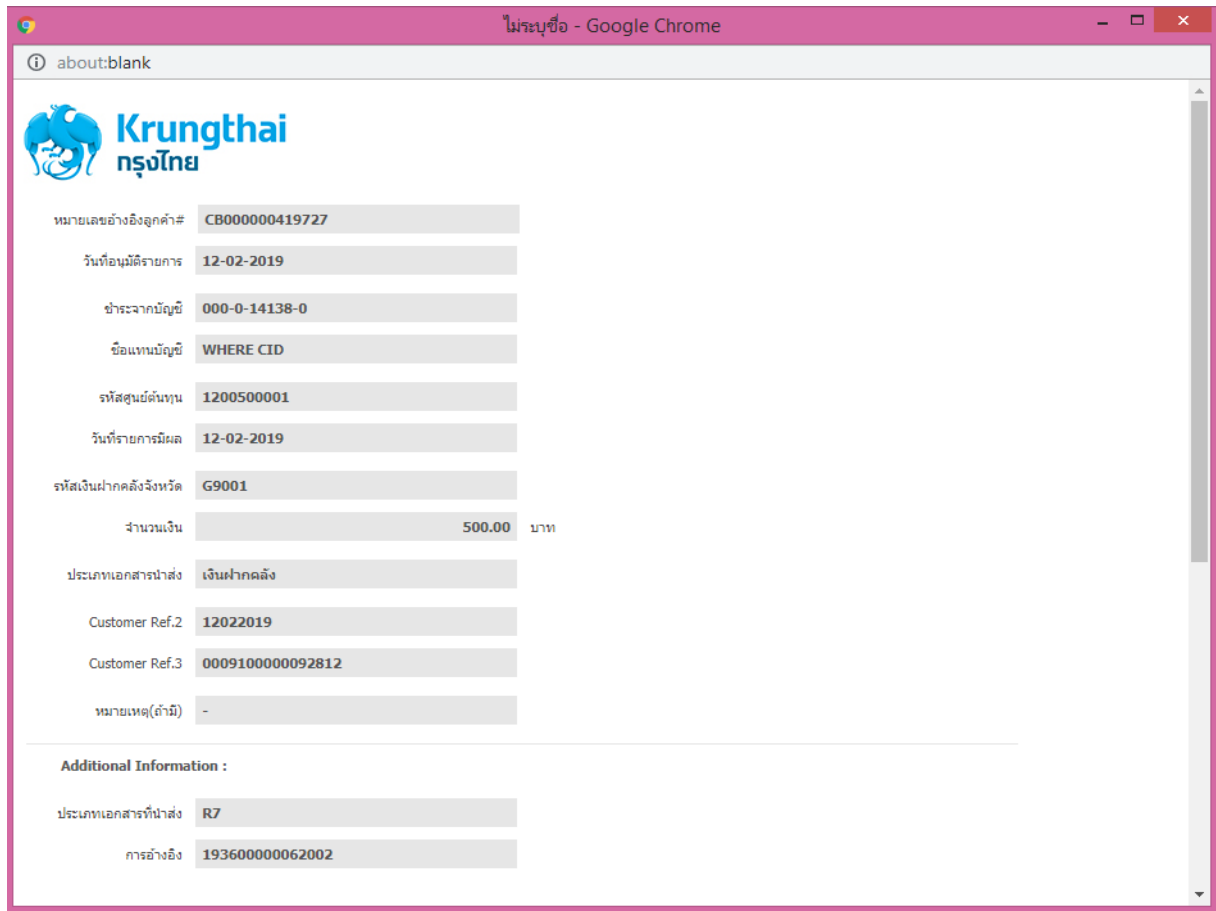 ไม่ระบุชื่อ - Google Chrome
about:blank
Krungthai
กรุงไทย
หมายเลขอ้างอิงลูกค้า# CB000000419727
วันที่อนุมัติรายการ 12-02-2019
ชำระจากบัญชี 000-0-14138-0
ชื่อแทนบัญชี WHERE CID
รหัสศูนย์ต้นทุน 1200500001
วันที่รายการมีผล 12-02-2019
รหัสเงินฝากคลังจังหวัด G9001
จำนวนเงิน 500.00 บาท
ประเภทเอกสารนำส่ง เงินฝากคลัง
Customer Ref.2 12022019
Customer Ref.3 0009100000092812
หมายเหตุ(ถ้ามี) -
Additional Information :
ประเภทเอกสารที่นำส่ง R7
การอ้างอิง 193600000062002